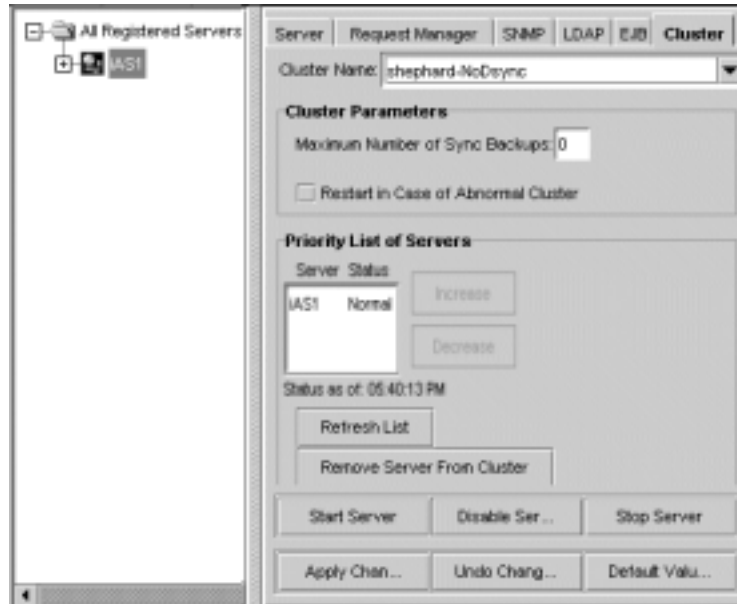 All Registered Servers
iAS1
Server Request Manager SNMP LDAP EJB Cluster
Cluster Name: shephard-NoDsync
Cluster Parameters
Maximum Number of Sync Backups: 0
Restart in Case of Abnormal Cluster
Priority List of Servers
Server Status
iAS1 Normal
Increase
Decrease
Status as of: 05:40:13 PM
Refresh List
Remove Server From Cluster
Start Server Disable Ser... Stop Server
Apply Chan... Undo Chang... Default Valu...